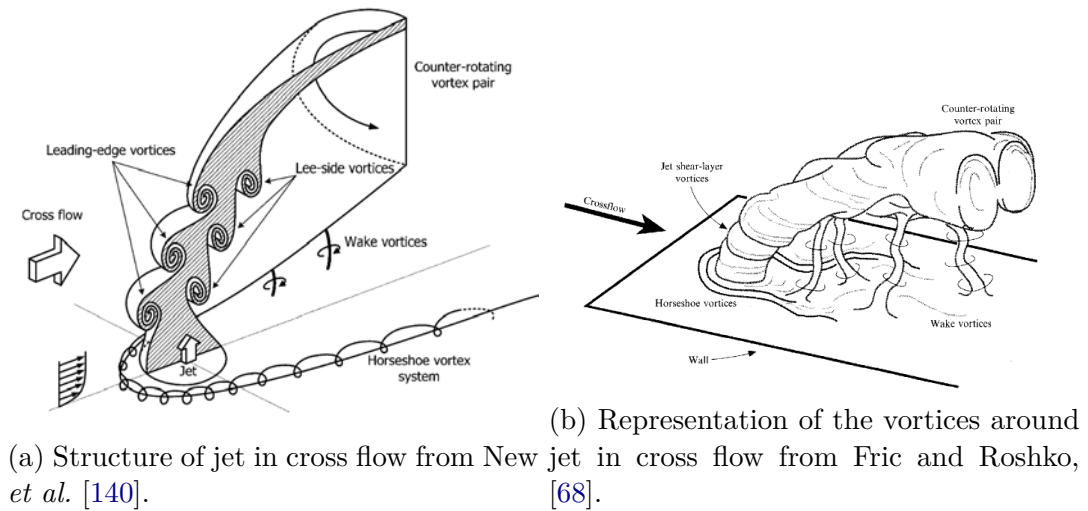 Counter-rotating
vortex pair
Leading-edge vortices
Lee-side vortices
Cross flow
Wake vortices
Horseshoe vortex
system
Jet
Counter-rotating
vortex pair
Jet shear-layer
vortices
Crossflow
Horseshoe vortices
Wake vortices
Wall
(a) Structure of jet in cross flow from New
et al. [140].
(b) Representation of the vortices around
jet in cross flow from Fric and Roshko,
[68].